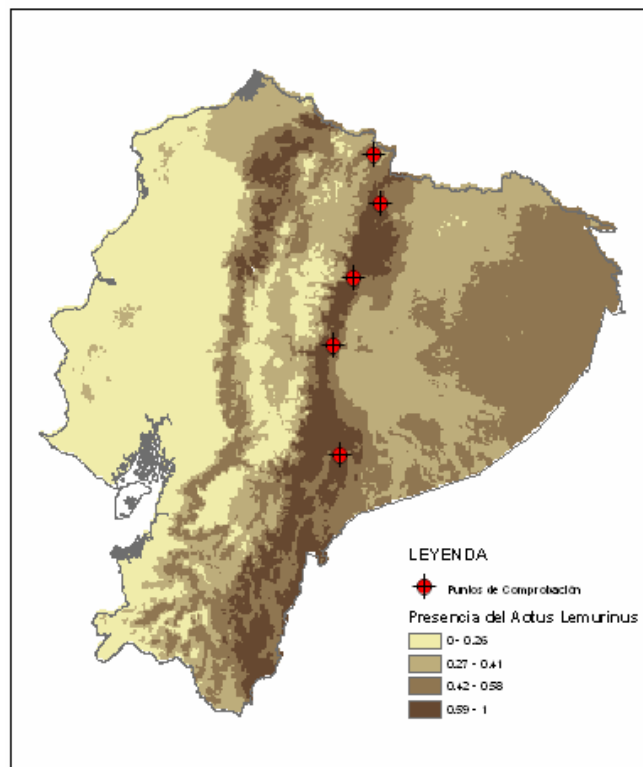 LEYENDA
Puntos de Comprobación
Presencia del Aotus Lemurinus
0 - 0.26
0.27 - 0.41
0.42 - 0.58
0.59 - 1